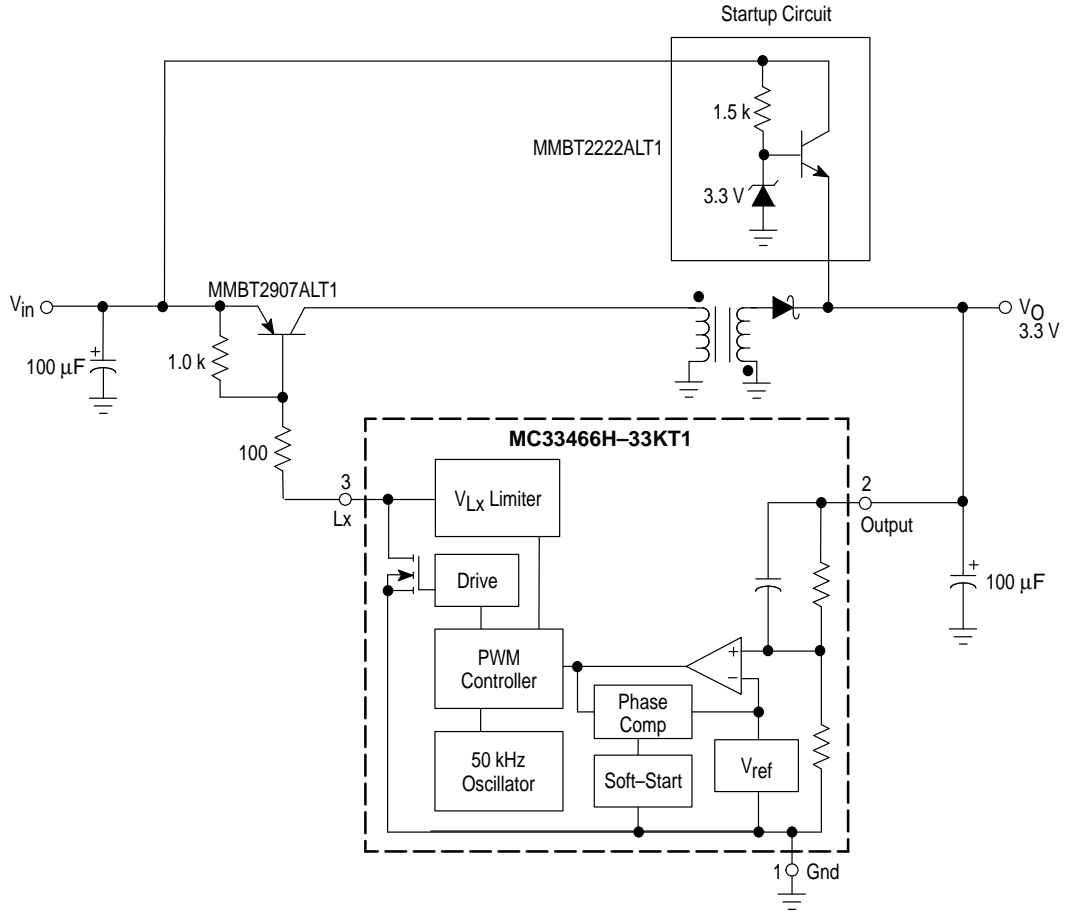 Startup Circuit
1.5 k
MMBT2222ALT1
3.3 V
Vin
MMBT2907ALT1
VO
3.3 V
+
100 µF
1.0 k
100
MC33466H–33KT1
3
Lx
VLx Limiter
2
Output
Drive
+
100 µF
PWM
Controller
+
–
Phase
Comp
50 kHz
Oscillator
Soft–Start
Vref
1
Gnd